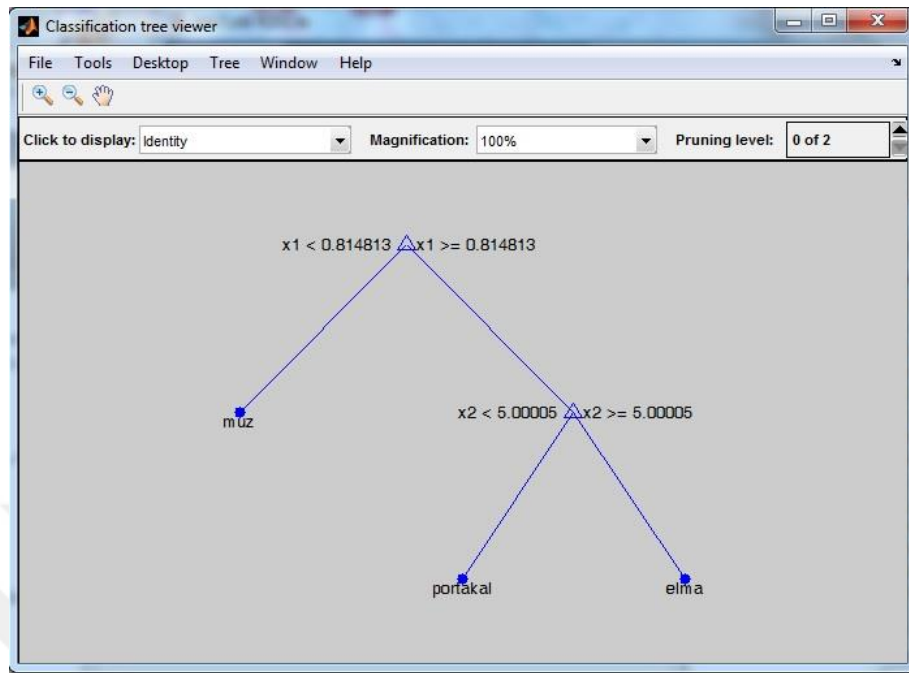 Classification tree viewer
File Tools Desktop Tree Window Help
Click to display: Identity Magnification: 100% Pruning level: 0 of 2
x1 < 0.814813 x1 >= 0.814813
muz
x2 < 5.00005 x2 >= 5.00005
portakal
elma